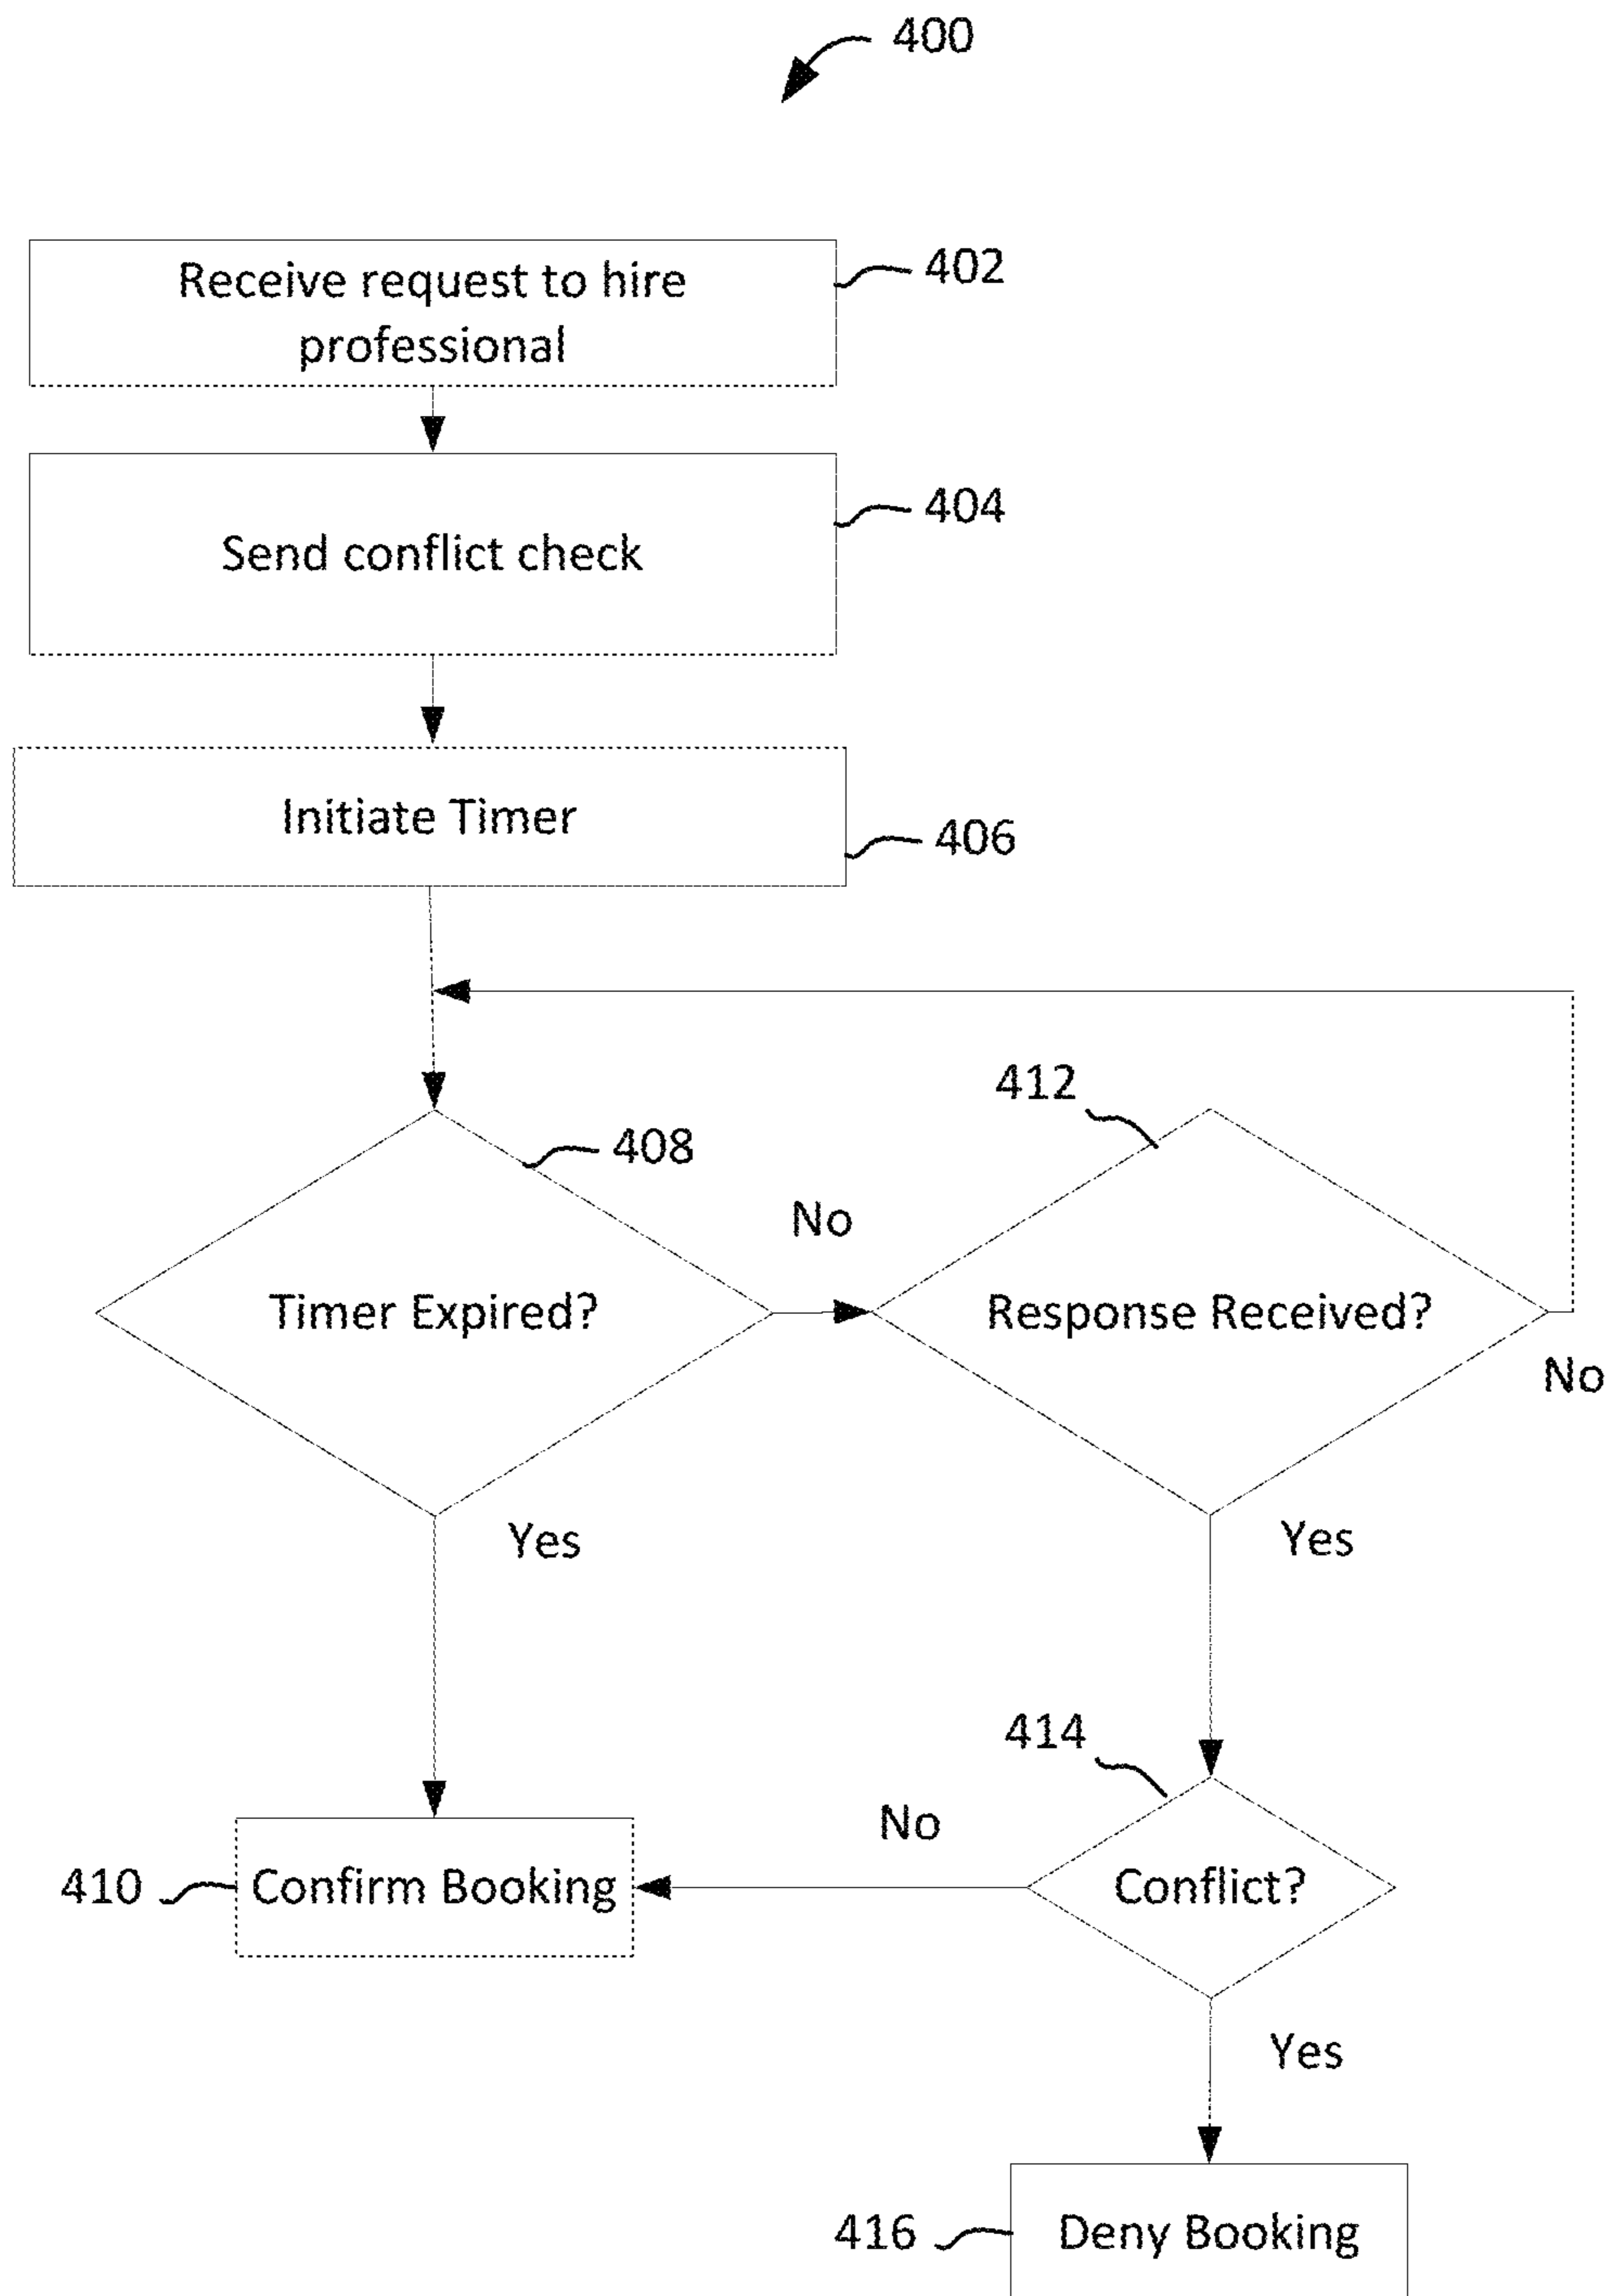 400
Receive request to hire
professional
402
Send conflict check
404
Initiate Timer
406
408
412
Timer Expired?
No
Response Received?
No
Yes
Yes
414
No
410
Confirm Booking
Conflict?
Yes
416
Deny Booking